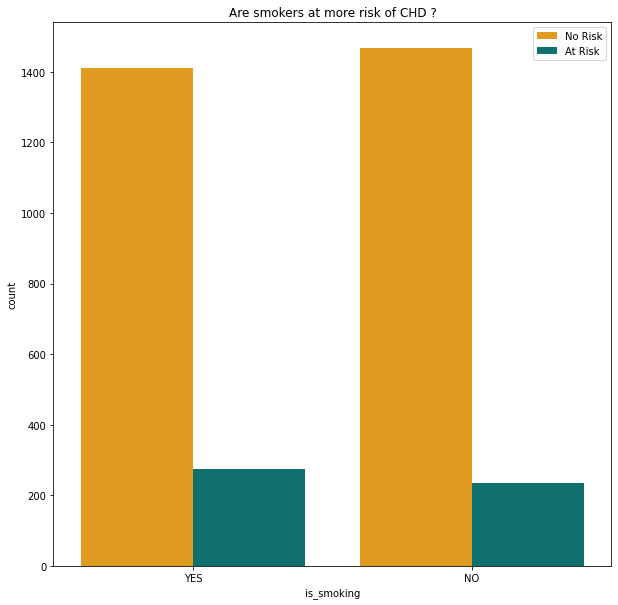 Are smokers at more risk of CHD ?
No Risk
At Risk
1400
1200
1000
800
600
400
200
0
count
YES
NO
is_smoking